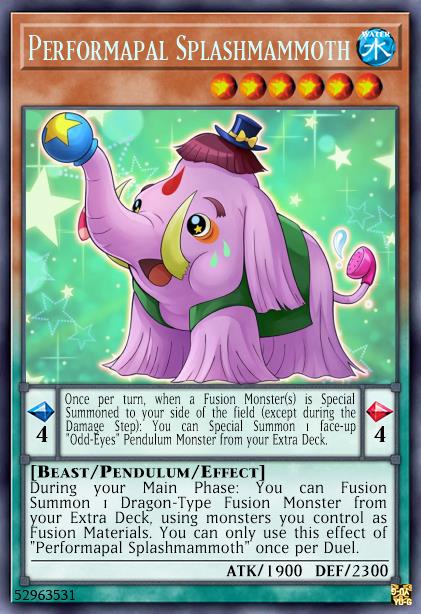 Performapal Splashmammoth
WATER
水
Once per turn, when a Fusion Monster(s) is Special
Summoned to your side of the field (except during the
Damage Step): You can Special Summon 1 face-up
"Odd-Eyes" Pendulum Monster from your Extra Deck.
4
4
[Beast/Pendulum/Effect]
During your Main Phase: You can Fusion
Summon 1 Dragon-Type Fusion Monster from
your Extra Deck, using monsters you control as
Fusion Materials. You can only use this effect of
"Performapal Splashmammoth" once per Duel.
ATK/1900 DEF/2300
52963531